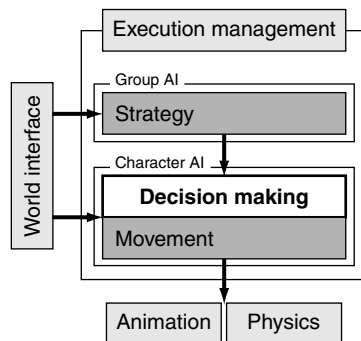 Execution management
Group AI
Strategy
World interface
Character AI
Decision making
Movement
Animation
Physics